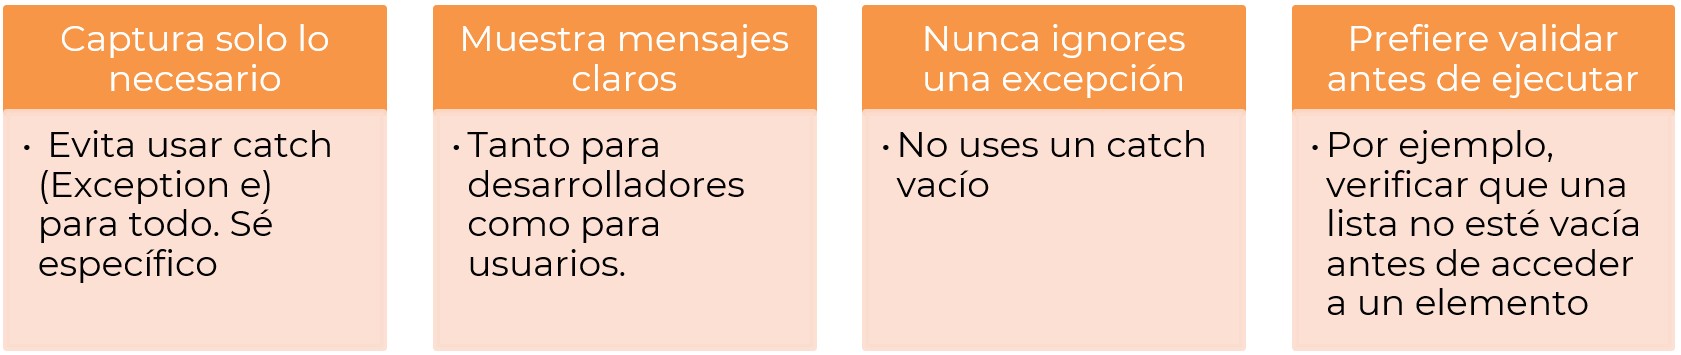 Captura solo lo
necesario
• Evita usar catch
(Exception e)
para todo. Sé
específico
Muestra mensajes
claros
• Tanto para
desarrolladores
como para
usuarios.
Nunca ignores
una excepción
• No uses un catch
vacío
Prefiere validar
antes de ejecutar
• Por ejemplo,
verificar que una
lista no esté vacía
antes de acceder
a un elemento